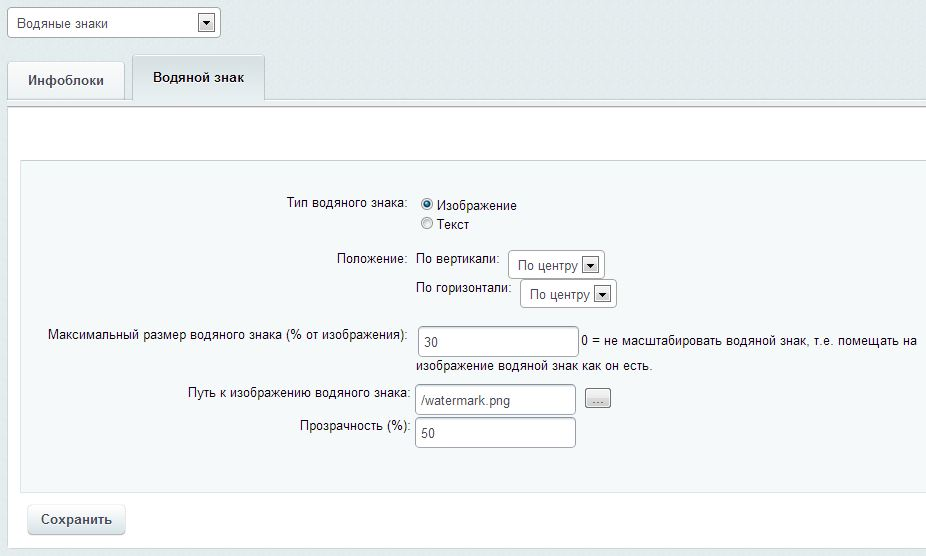 Водяные знаки
Инфоблоки
Водяной знак
Тип водяного знака:
Изображение
Текст
Положение:
По вертикали:
По центру
По горизонтали:
По центру
Максимальный размер водяного знака (% от изображения):
30
0 = не масштабировать водяной знак, т.е. помещать на
изображение водяной знак как он есть.
Путь к изображению водяного знака:
/watermark.png
...
Прозрачность (%):
50
Сохранить